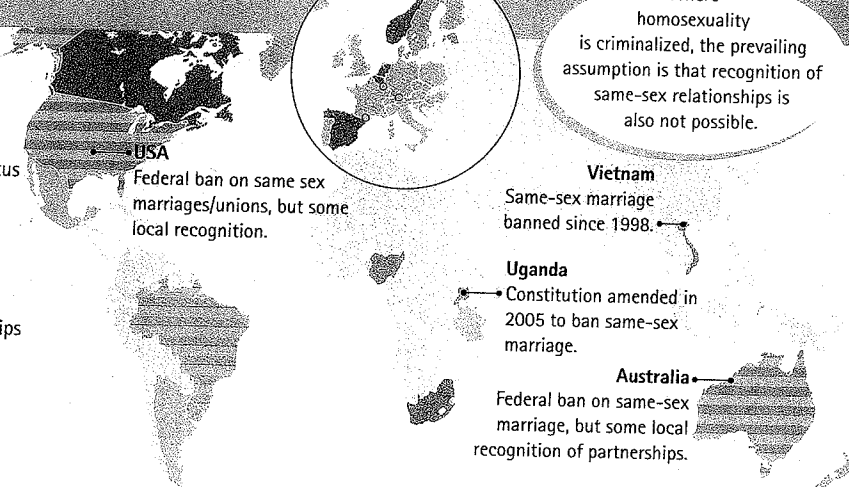 homosexuality
is criminalized, the prevailing
assumption is that recognition of
same-sex relationships is
also not possible.
USA
Federal ban on same sex
marriages/unions, but some
local recognition.
Vietnam
Same-sex marriage
banned since 1998.
Uganda
Constitution amended in
2005 to ban same-sex
marriage.
Australia
Federal ban on same-sex
marriage, but some local
recognition of partnerships.